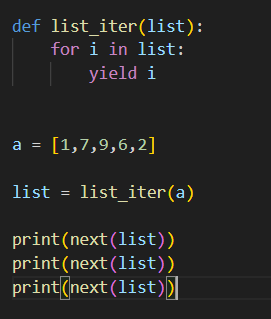 def list_iter(list):
    for i in list:
        yield i
a = [1,7,9,6,2]
list = list_iter(a)
print(next(list))
print(next(list))
print(next(list))